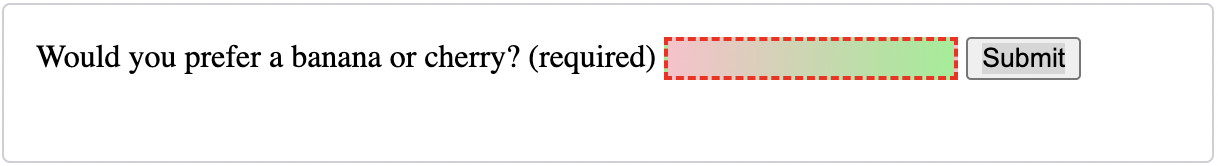 Would you prefer a banana or cherry? (required) Submit